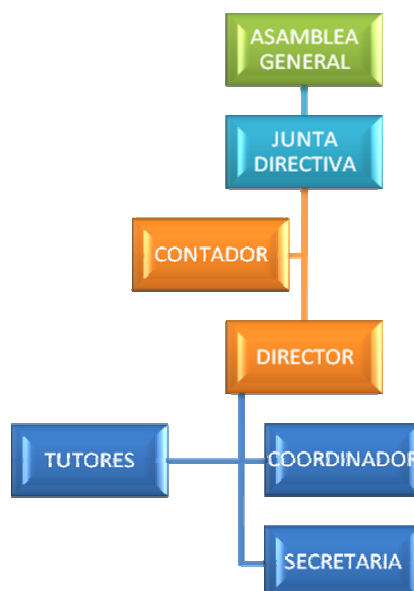 ASAMBLEA
GENERAL
JUNTA
DIRECTIVA
CONTADOR
DIRECTOR
TUTORES
COORDINADOR
SECRETARIA